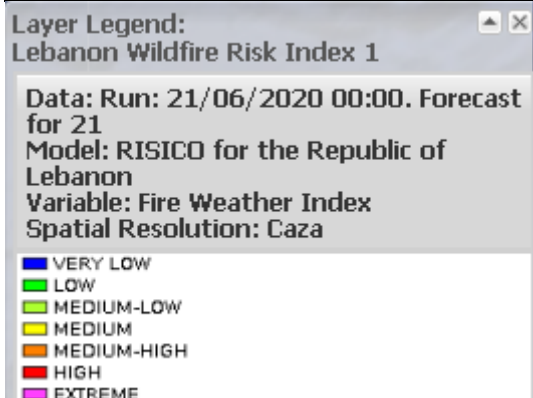 Layer Legend:
Lebanon Wildfire Risk Index 1
Data: Run: 21/06/2020 00:00. Forecast
for 21
Model: RISICO for the Republic of
Lebanon
Variable: Fire Weather Index
Spatial Resolution: Caza
VERY LOW
LOW
MEDIUM-LOW
MEDIUM
MEDIUM-HIGH
HIGH
EXTREME